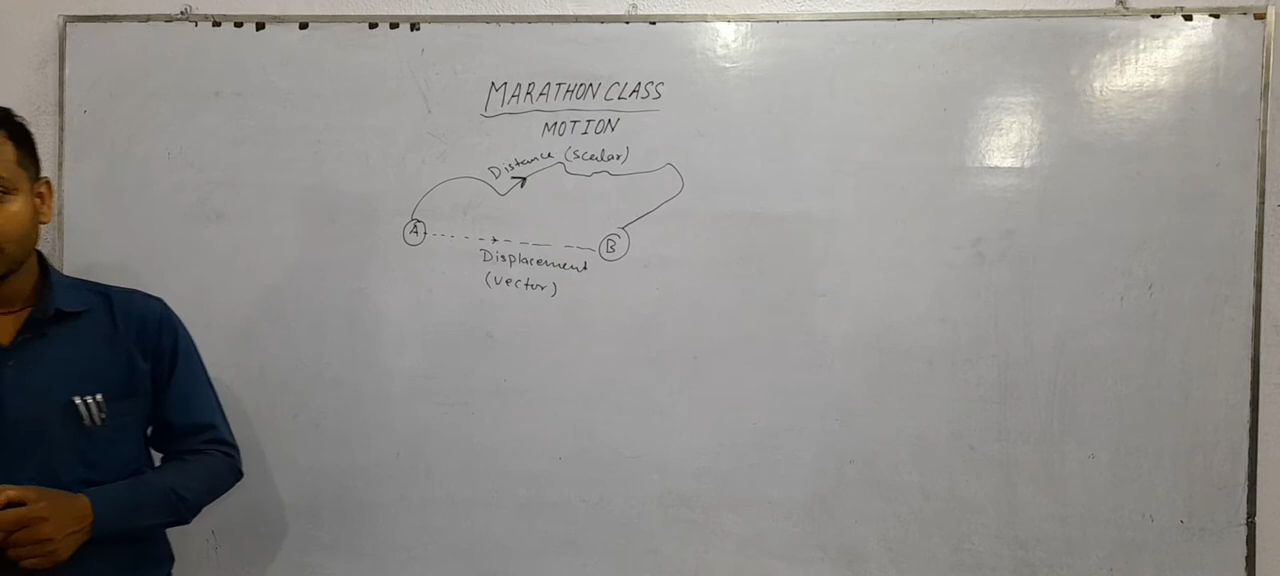 MARATHON CLASS
MOTION
Distance (scalar)
A
B
Displacement
(vector)